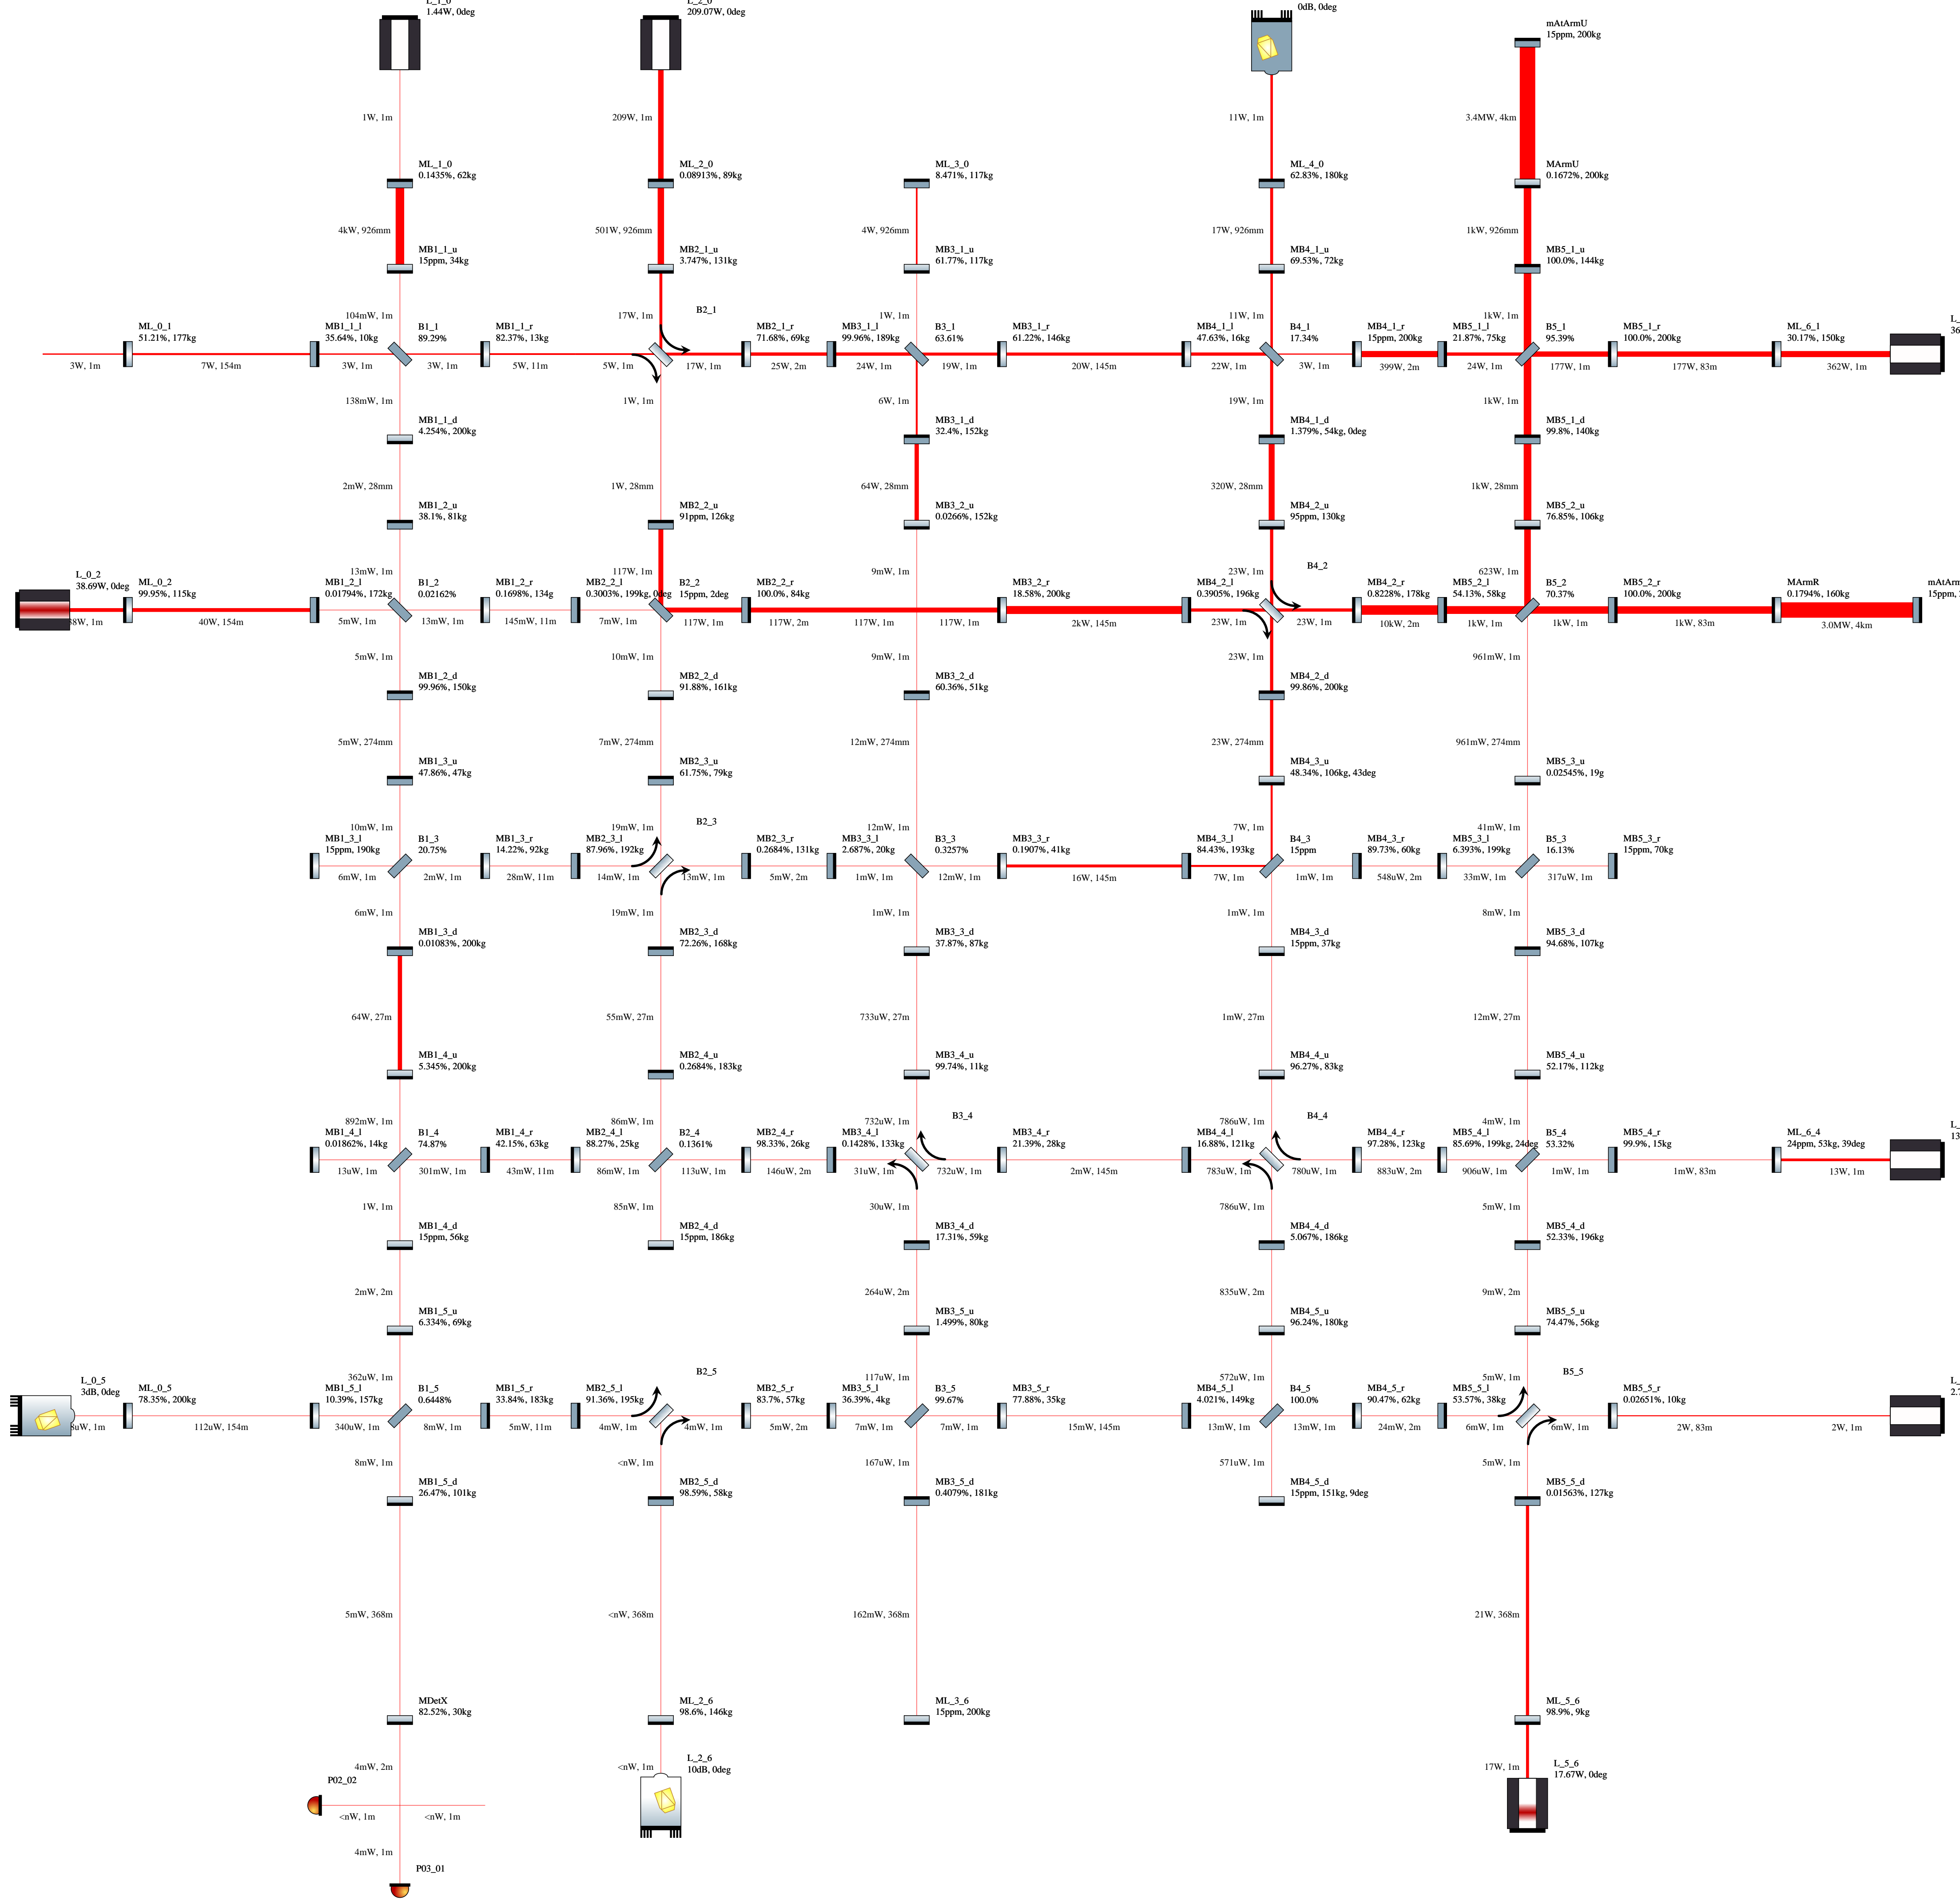 1.44W, 0deg
209.07W, 0deg
0dB, 0deg
mAtArmU
15ppm, 200kg
1W, 1m
209W, 1m
11W, 1m
3.4MW, 4km
ML_1_0
0.1435%, 62kg
ML_2_0
0.08913%, 89kg
ML_3_0
8.471%, 117kg
ML_4_0
62.83%, 180kg
MArmU
0.1672%, 200kg
4kW, 926mm
501W, 926mm
4W, 926mm
17W, 926mm
1kW, 926mm
MB1_1_u
15ppm, 34kg
MB2_1_u
3.747%, 131kg
MB3_1_u
61.77%, 117kg
MB4_1_u
69.53%, 72kg
MB5_1_u
100.0%, 144kg
104mW, 1m
17W, 1m
B2_1
1W, 1m
11W, 1m
1kW, 1m
ML_0_1
51.21%, 177kg
MB1_1_l
35.64%, 10kg
B1_1
89.29%
MB1_1_r
82.37%, 13kg
MB2_1_r
71.68%, 69kg
MB3_1_l
99.96%, 189kg
B3_1
63.61%
MB3_1_r
61.22%, 146kg
MB4_1_l
47.63%, 16kg
B4_1
17.34%
MB4_1_r
15ppm, 200kg
MB5_1_l
21.87%, 75kg
B5_1
95.39%
MB5_1_r
100.0%, 200kg
ML_6_1
30.17%, 150kg
3W, 1m
7W, 154m
3W, 1m
3W, 1m
5W, 11m
5W, 1m
17W, 1m
25W, 2m
24W, 1m
19W, 1m
20W, 145m
22W, 1m
3W, 1m
399W, 2m
24W, 1m
177W, 1m
177W, 83m
362W, 1m
138mW, 1m
1W, 1m
6W, 1m
19W, 1m
1kW, 1m
MB1_1_d
4.254%, 200kg
MB3_1_d
32.4%, 152kg
MB4_1_d
1.379%, 54kg, 0deg
MB5_1_d
99.8%, 140kg
2mW, 28mm
1W, 28mm
64W, 28mm
320W, 28mm
1kW, 28mm
MB1_2_u
38.1%, 81kg
MB2_2_u
91ppm, 126kg
MB3_2_u
0.0266%, 152kg
MB4_2_u
95ppm, 130kg
MB5_2_u
76.85%, 106kg
13mW, 1m
117W, 1m
9mW, 1m
23W, 1m
B4_2
623W, 1m
L_0_2
38.69W, 0deg
ML_0_2
99.95%, 115kg
MB1_2_l
0.01794%, 172kg
B1_2
0.02162%
MB1_2_r
0.1698%, 134g
MB2_2_l
0.3003%, 199kg, 0deg
B2_2
15ppm, 2deg
MB2_2_r
100.0%, 84kg
MB3_2_r
18.58%, 200kg
MB4_2_l
0.3905%, 196kg
MB4_2_r
0.8228%, 178kg
MB5_2_l
54.13%, 58kg
B5_2
70.37%
MB5_2_r
100.0%, 200kg
MArmR
0.1794%, 160kg
38W, 1m
40W, 154m
5mW, 1m
13mW, 1m
145mW, 11m
7mW, 1m
117W, 1m
117W, 2m
117W, 1m
117W, 1m
2kW, 145m
23W, 1m
23W, 1m
10kW, 2m
1kW, 1m
1kW, 1m
1kW, 83m
3.0MW, 4km
5mW, 1m
10mW, 1m
9mW, 1m
23W, 1m
961mW, 1m
MB1_2_d
99.96%, 150kg
MB2_2_d
91.88%, 161kg
MB3_2_d
60.36%, 51kg
MB4_2_d
99.86%, 200kg
5mW, 274mm
7mW, 274mm
12mW, 274mm
23W, 274mm
961mW, 274mm
MB1_3_u
47.86%, 47kg
MB2_3_u
61.75%, 79kg
MB4_3_u
48.34%, 106kg, 43deg
MB5_3_u
0.02545%, 19g
10mW, 1m
19mW, 1m
B2_3
12mW, 1m
7W, 1m
41mW, 1m
MB1_3_l
15ppm, 190kg
B1_3
20.75%
MB1_3_r
14.22%, 92kg
MB2_3_l
87.96%, 192kg
MB2_3_r
0.2684%, 131kg
MB3_3_l
2.687%, 20kg
B3_3
0.3257%
MB3_3_r
0.1907%, 41kg
MB4_3_l
84.43%, 193kg
B4_3
15ppm
MB4_3_r
89.73%, 60kg
MB5_3_l
6.393%, 199kg
B5_3
16.13%
MB5_3_r
15ppm, 70kg
6mW, 1m
2mW, 1m
28mW, 11m
14mW, 1m
13mW, 1m
5mW, 2m
1mW, 1m
12mW, 1m
16W, 145m
7W, 1m
1mW, 1m
548uW, 2m
33mW, 1m
317uW, 1m
6mW, 1m
19mW, 1m
1mW, 1m
1mW, 1m
8mW, 1m
MB1_3_d
0.01083%, 200kg
MB2_3_d
72.26%, 168kg
MB3_3_d
37.87%, 87kg
MB4_3_d
15ppm, 37kg
MB5_3_d
94.68%, 107kg
64W, 27m
55mW, 27m
733uW, 27m
1mW, 27m
12mW, 27m
MB1_4_u
5.345%, 200kg
MB2_4_u
0.2684%, 183kg
MB3_4_u
99.74%, 11kg
MB4_4_u
96.27%, 83kg
MB5_4_u
52.17%, 112kg
892mW, 1m
86mW, 1m
732uW, 1m
B3_4
786uW, 1m
B4_4
4mW, 1m
MB1_4_l
0.01862%, 14kg
B1_4
74.87%
MB1_4_r
42.15%, 63kg
MB2_4_l
88.27%, 25kg
B2_4
0.1361%
MB2_4_r
98.33%, 26kg
MB3_4_l
0.1428%, 133kg
MB3_4_r
21.39%, 28kg
MB4_4_l
16.88%, 121kg
MB4_4_r
97.28%, 123kg
MB5_4_l
85.69%, 199kg, 24deg
B5_4
53.32%
MB5_4_r
99.9%, 15kg
ML_6_4
24ppm, 53kg, 39deg
13uW, 1m
301mW, 1m
43mW, 11m
86mW, 1m
113uW, 1m
146uW, 2m
31uW, 1m
732uW, 1m
2mW, 145m
783uW, 1m
780uW, 1m
883uW, 2m
906uW, 1m
1mW, 1m
1mW, 83m
13W, 1m
1W, 1m
85nW, 1m
30uW, 1m
786uW, 1m
5mW, 1m
MB1_4_d
15ppm, 56kg
MB2_4_d
15ppm, 186kg
MB3_4_d
17.31%, 59kg
MB4_4_d
5.067%, 186kg
MB5_4_d
52.33%, 196kg
2mW, 2m
264uW, 2m
835uW, 2m
9mW, 2m
MB1_5_u
6.334%, 69kg
MB3_5_u
1.499%, 80kg
MB4_5_u
96.24%, 180kg
MB5_5_u
74.47%, 56kg
362uW, 1m
B2_5
117uW, 1m
572uW, 1m
5mW, 1m
B5_5
L_0_5
3dB, 0deg
ML_0_5
78.35%, 200kg
MB1_5_l
10.39%, 157kg
B1_5
0.6448%
MB1_5_r
33.84%, 183kg
MB2_5_l
91.36%, 195kg
MB2_5_r
83.7%, 57kg
MB3_5_l
36.39%, 4kg
B3_5
99.67%
MB3_5_r
77.88%, 35kg
MB4_5_l
4.021%, 149kg
B4_5
100.0%
MB4_5_r
90.47%, 62kg
MB5_5_l
53.57%, 38kg
MB5_5_r
0.02651%, 10kg
112uW, 154m
340uW, 1m
8mW, 1m
5mW, 11m
4mW, 1m
4mW, 1m
5mW, 2m
7mW, 1m
7mW, 1m
15mW, 145m
13mW, 1m
13mW, 1m
24mW, 2m
6mW, 1m
6mW, 1m
2W, 83m
2W, 1m
8mW, 1m
<nW, 1m
167uW, 1m
571uW, 1m
5mW, 1m
MB1_5_d
26.47%, 101kg
MB2_5_d
98.59%, 58kg
MB3_5_d
0.4079%, 181kg
MB4_5_d
15ppm, 151kg, 9deg
MB5_5_d
0.01563%, 127kg
5mW, 368m
<nW, 368m
162mW, 368m
21W, 368m
MDetX
82.52%, 30kg
ML_2_6
98.6%, 146kg
ML_3_6
15ppm, 200kg
ML_5_6
98.9%, 9kg
4mW, 2m
<nW, 1m
L_2_6
10dB, 0deg
17W, 1m
L_5_6
17.67W, 0deg
P02_02
<nW, 1m
<nW, 1m
4mW, 1m
P03_01